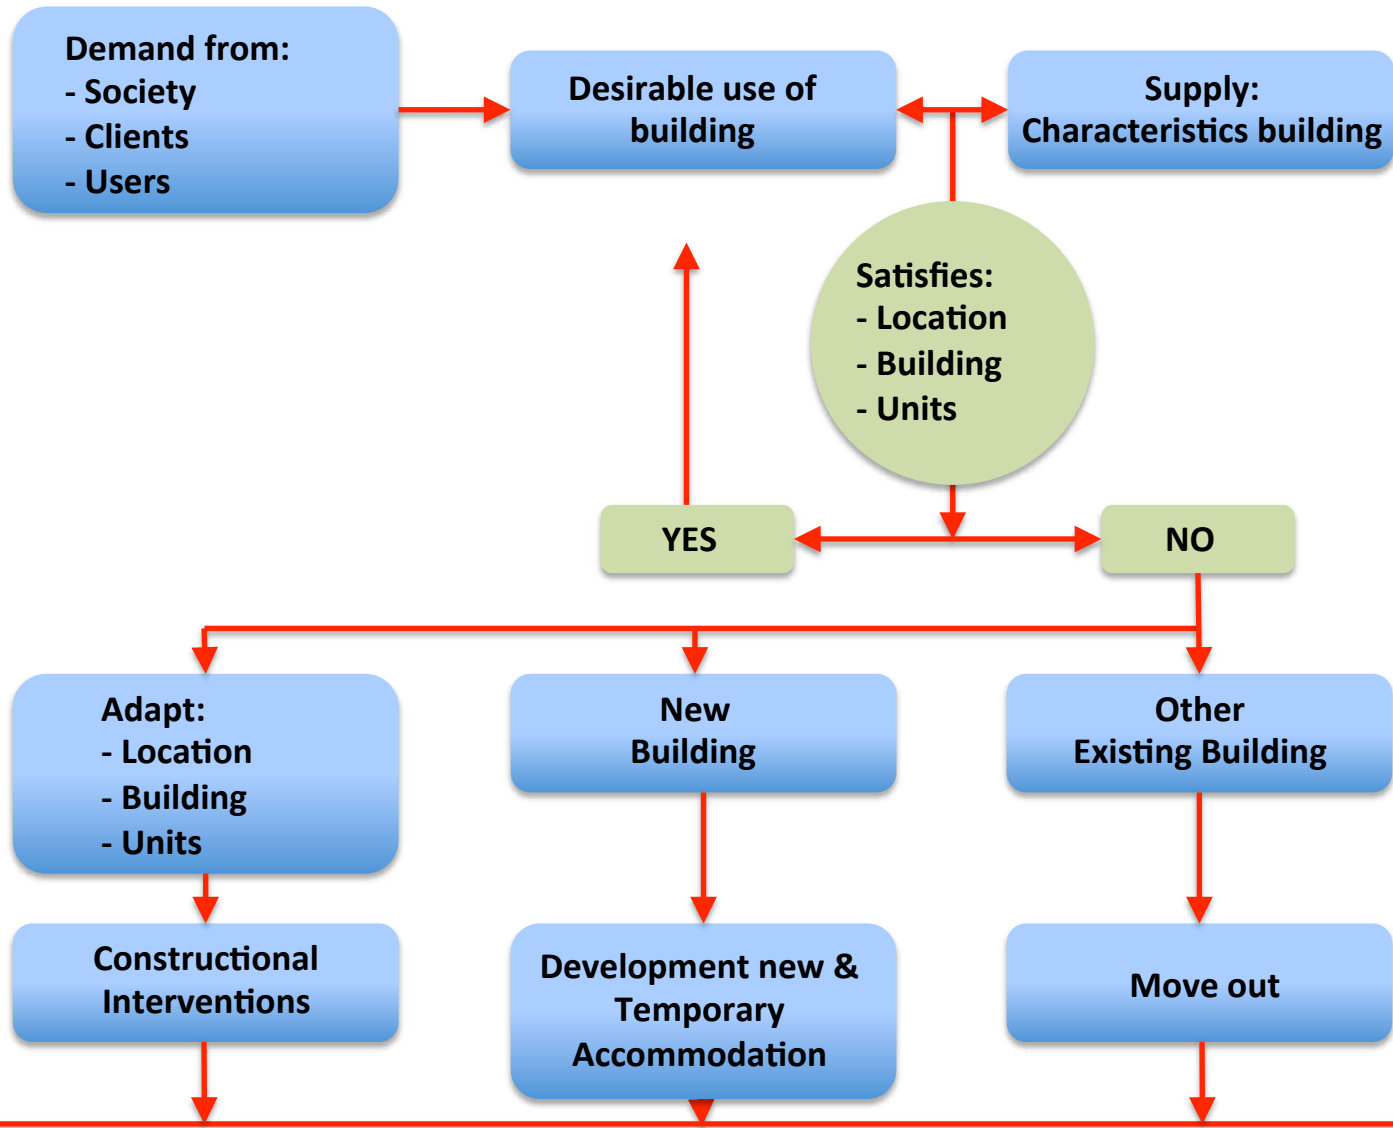 Demand from:
- Society
- Clients
- Users
Desirable use of
building
Supply:
Characteristics building
Satisfies:
- Location
- Building
- Units
YES
NO
Adapt:
- Location
- Building
- Units
New
Building
Other
Existing Building
Constructional
Interventions
Development new &
Temporary
Accommodation
Move out